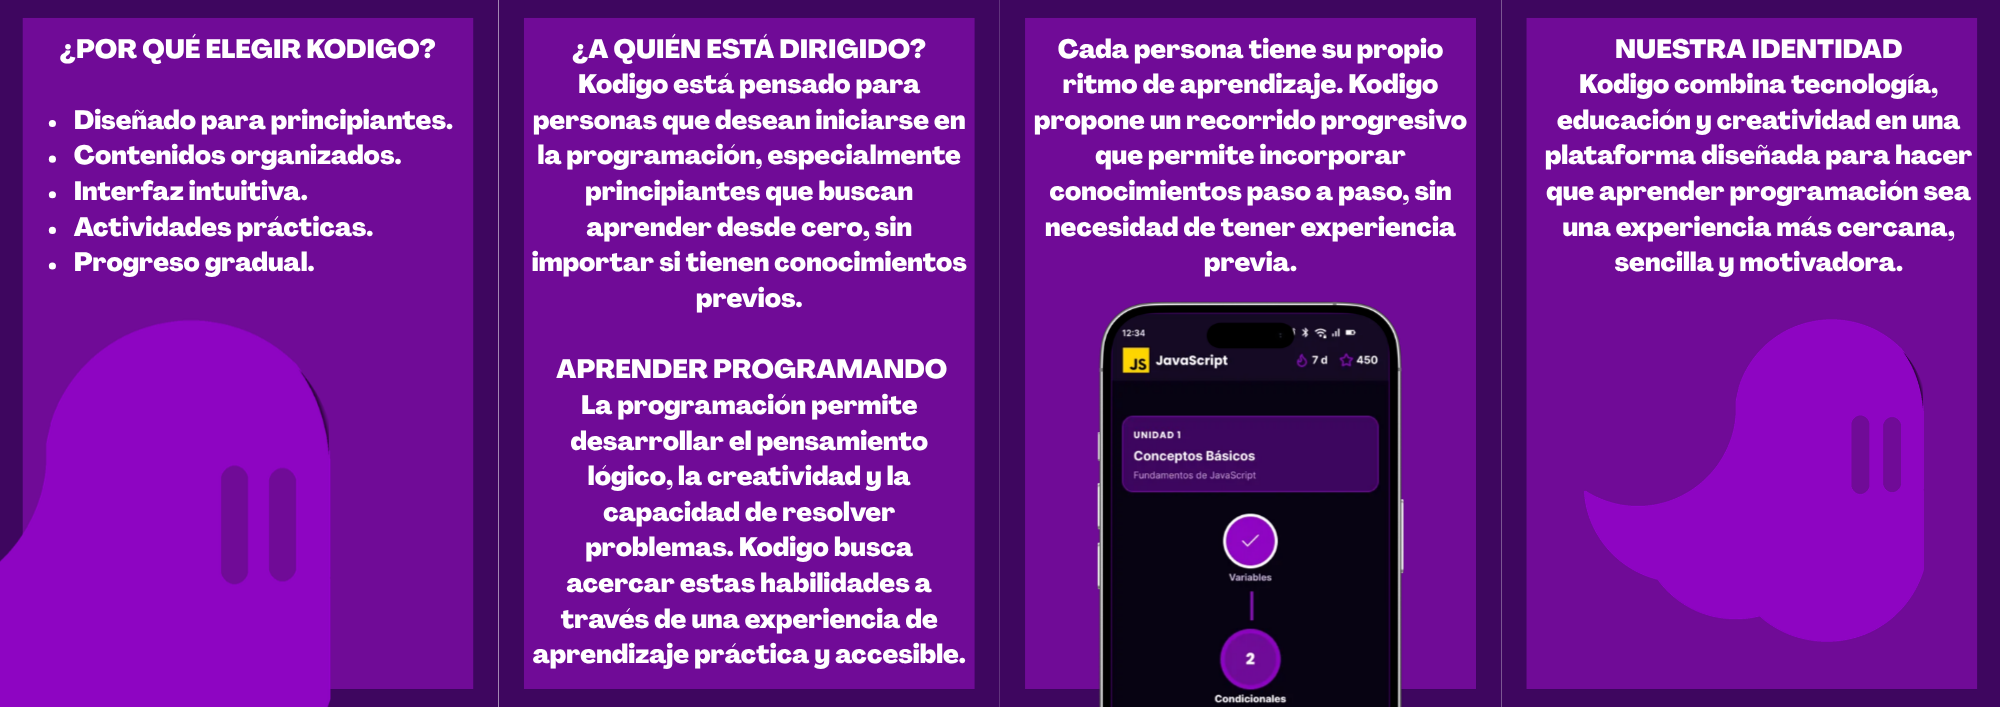 ¿POR QUÉ ELEGIR KODIGO?
• Diseñado para principiantes.
• Contenidos organizados.
• Interfaz intuitiva.
• Actividades prácticas.
• Progreso gradual.
¿A QUIÉN ESTÁ DIRIGIDO?
Kodigo está pensado para
personas que desean iniciarse en
la programación, especialmente
principiantes que buscan
aprender desde cero, sin
importar si tienen conocimientos
previos.
APRENDER PROGRAMANDO
La programación permite
desarrollar el pensamiento
lógico, la creatividad y la
capacidad de resolver
problemas. Kodigo busca
acercar estas habilidades a
través de una experiencia de
aprendizaje práctica y accesible.
Cada persona tiene su propio
ritmo de aprendizaje. Kodigo
propone un recorrido progresivo
que permite incorporar
conocimientos paso a paso, sin
necesidad de tener experiencia
previa.
12:34
JS JavaScript 7 d 450
UNIDAD 1
Conceptos Básicos
Fundamentos de JavaScript
Variables
2
Condicionales
NUESTRA IDENTIDAD
Kodigo combina tecnología,
educación y creatividad en una
plataforma diseñada para hacer
que aprender programación sea
una experiencia más cercana,
sencilla y motivadora.